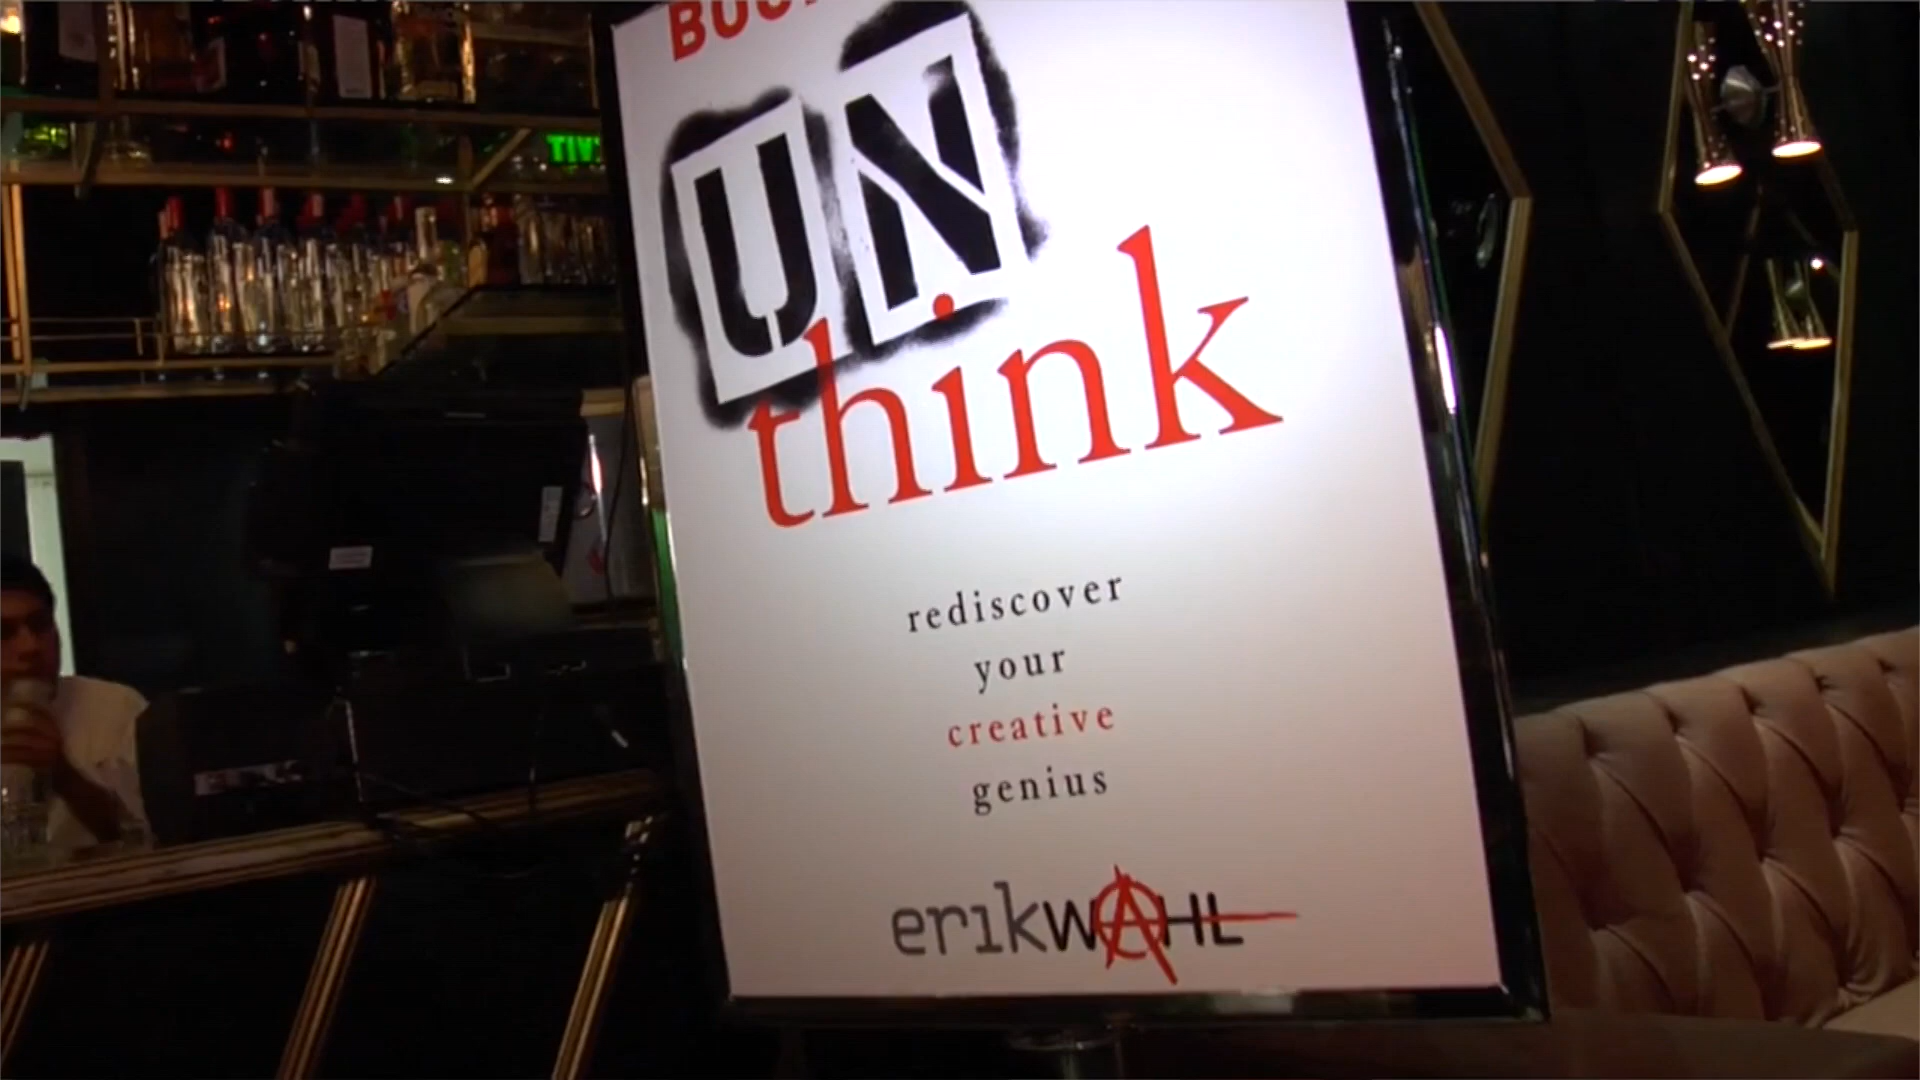 UN
think
rediscover
your
creative
genius
erikWAHL